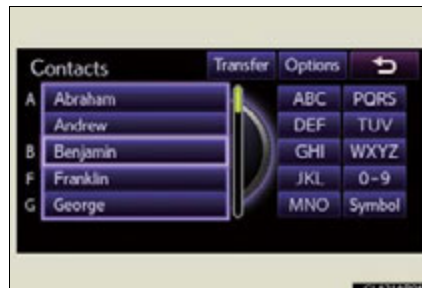 Contacts Transfer Options
A Abraham ABC PQRS
Andrew DEF TUV
B Benjamin GHI WXYZ
F Franklin JKL 0-9
G George MNO Symbol